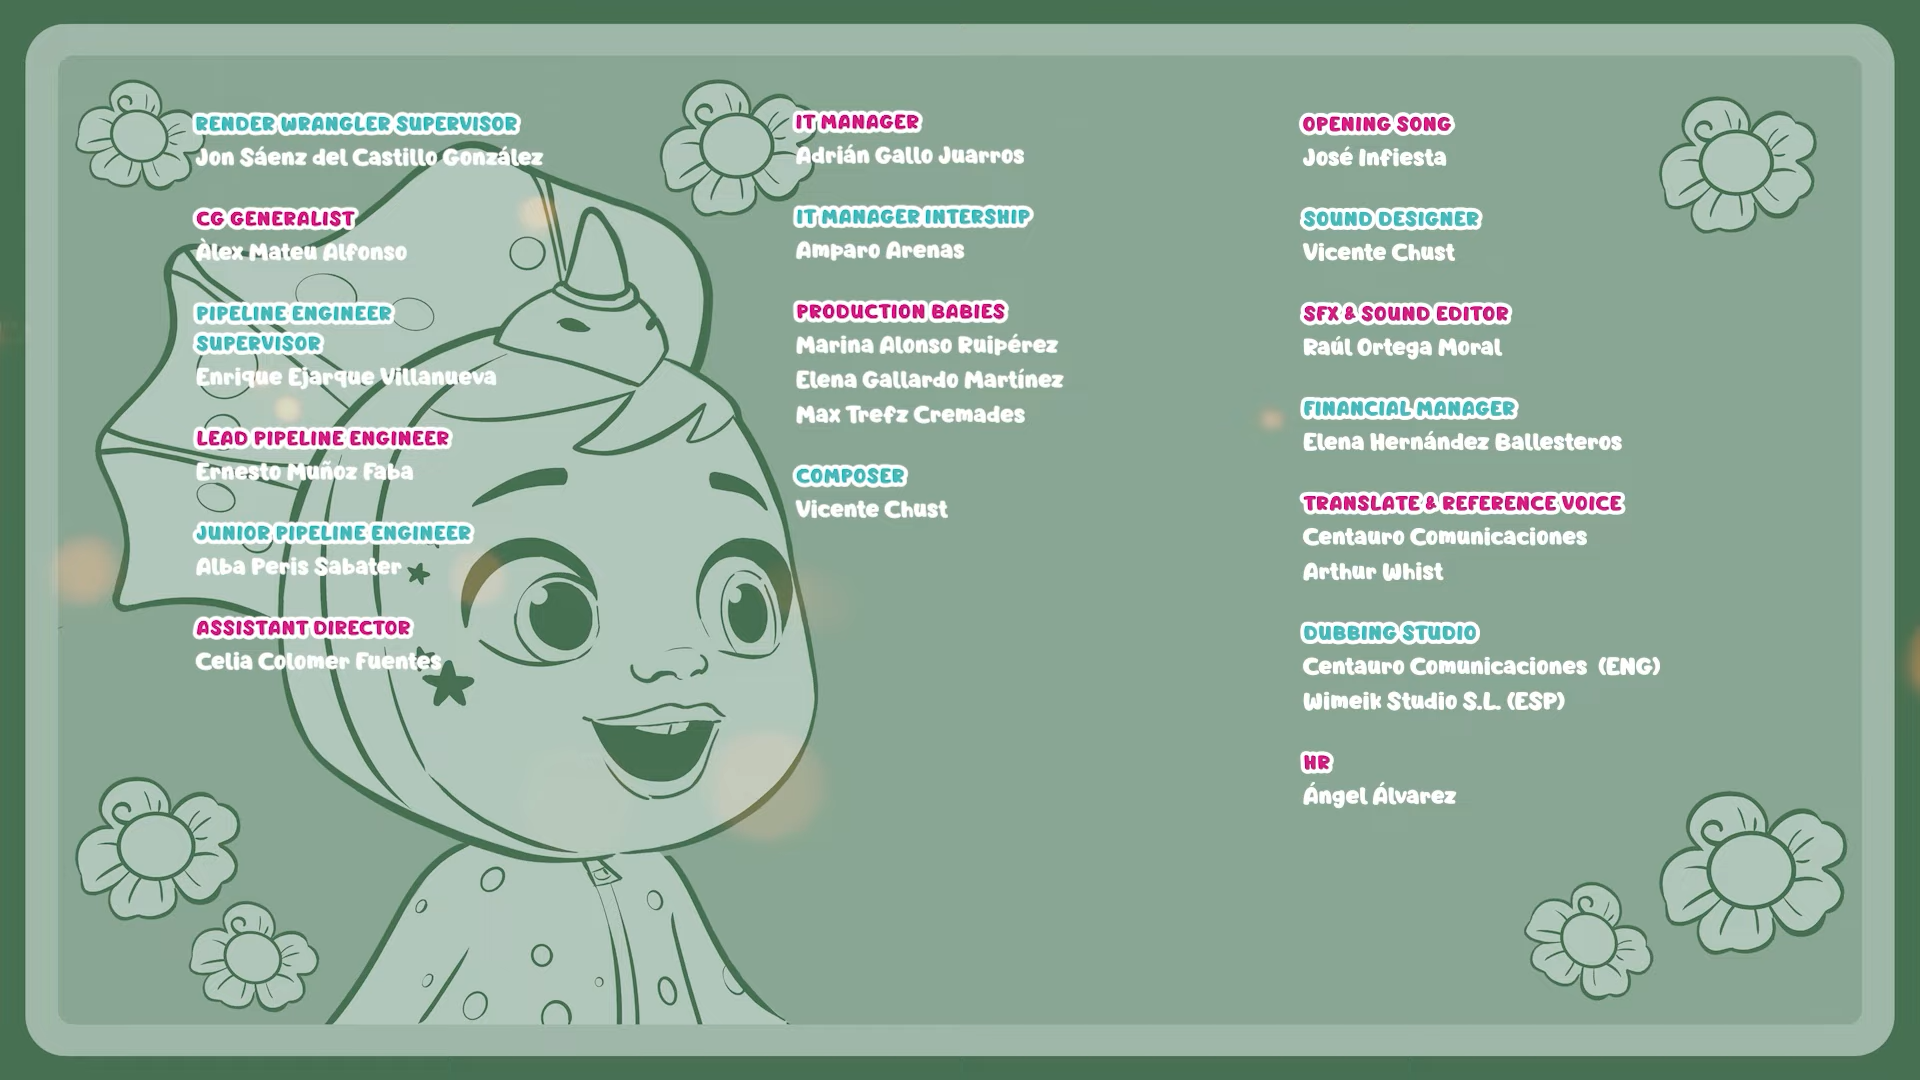 RENDER WRANGLER SUPERVISOR
Jon Sáenz del Castillo González
CG GENERALIST
Àlex Mateu Alfonso
PIPELINE ENGINEER
SUPERVISOR
Enrique Ejarque Villanueva
LEAD PIPELINE ENGINEER
Ernesto Muñoz Faba
JUNIOR PIPELINE ENGINEER
Alba Peris Sabater
ASSISTANT DIRECTOR
Celia Colomer Fuentes
IT MANAGER
Adrián Gallo Juarros
IT MANAGER INTERSHIP
Amparo Arenas
PRODUCTION BABIES
Marina Alonso Ruipérez
Elena Gallardo Martínez
Max Trefz Cremades
COMPOSER
Vicente Chust
OPENING SONG
José Infiesta
SOUND DESIGNER
Vicente Chust
SFX & SOUND EDITOR
Raúl Ortega Moral
FINANCIAL MANAGER
Elena Hernández Ballesteros
TRANSLATE & REFERENCE VOICE
Centauro Comunicaciones
Arthur Whist
DUBBING STUDIO
Centauro Comunicaciones (ENG)
Wimeik Studio S.L. (ESP)
HR
Ángel Álvarez